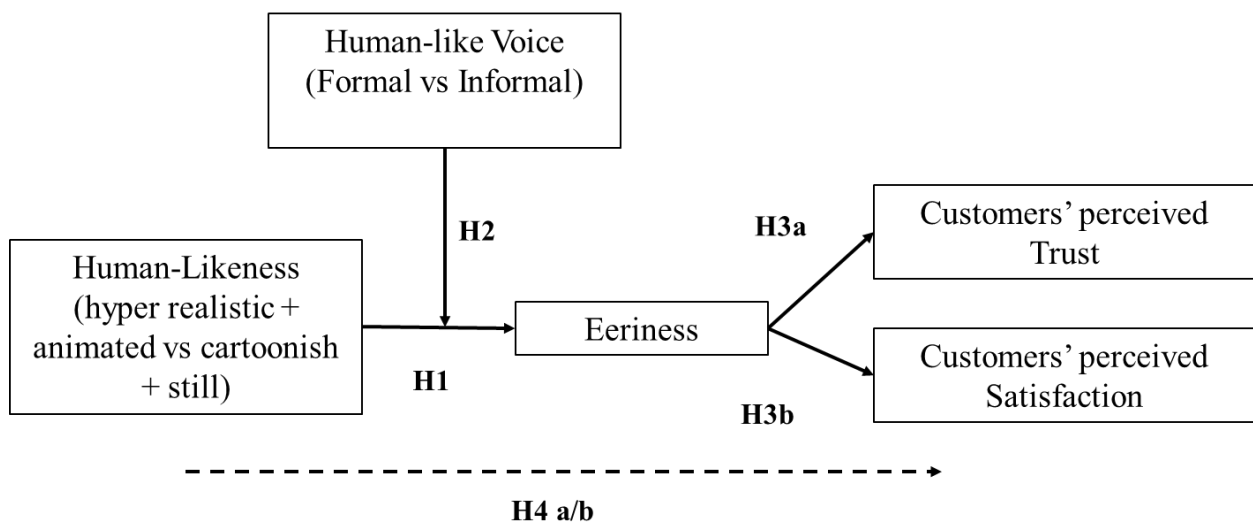 Human-like Voice
(Formal vs Informal)
H2
H3a
Customers’ perceived
Trust
Human-Likeness
(hyper realistic +
animated vs cartoonish
+ still)
Eeriness
H1
Customers’ perceived
Satisfaction
H3b
H4 a/b